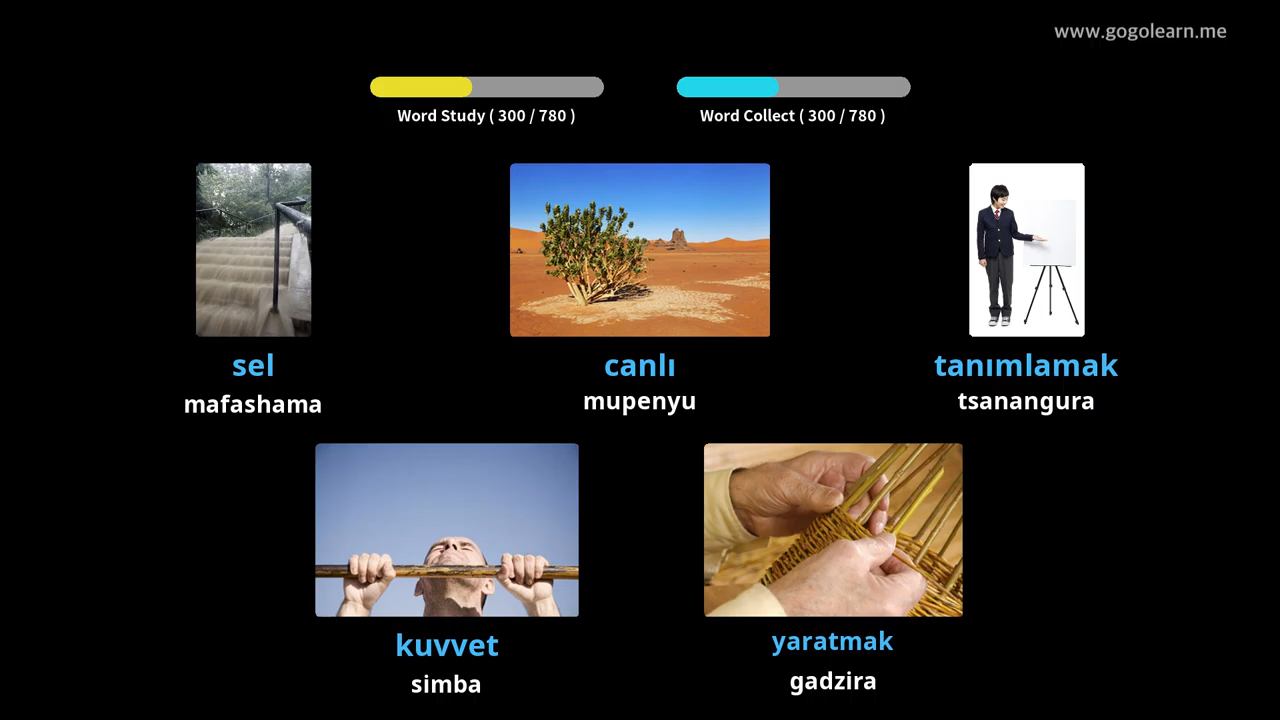 www.gogolearn.me
Word Study ( 300 / 780 )
Word Collect ( 300 / 780 )
sel
mafashama
canlı
mupenyu
tanımlamak
tsanangura
kuvvet
simba
yaratmak
gadzira